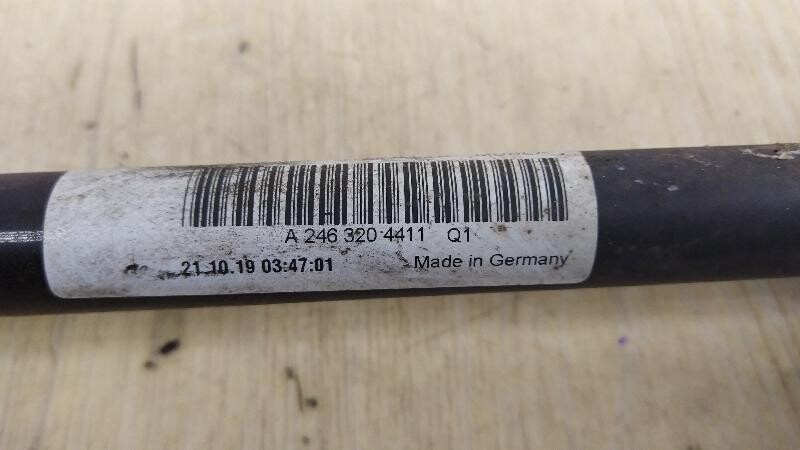 A 246 320 4411 Q1
21.10.19 03:47:01 Made in Germany